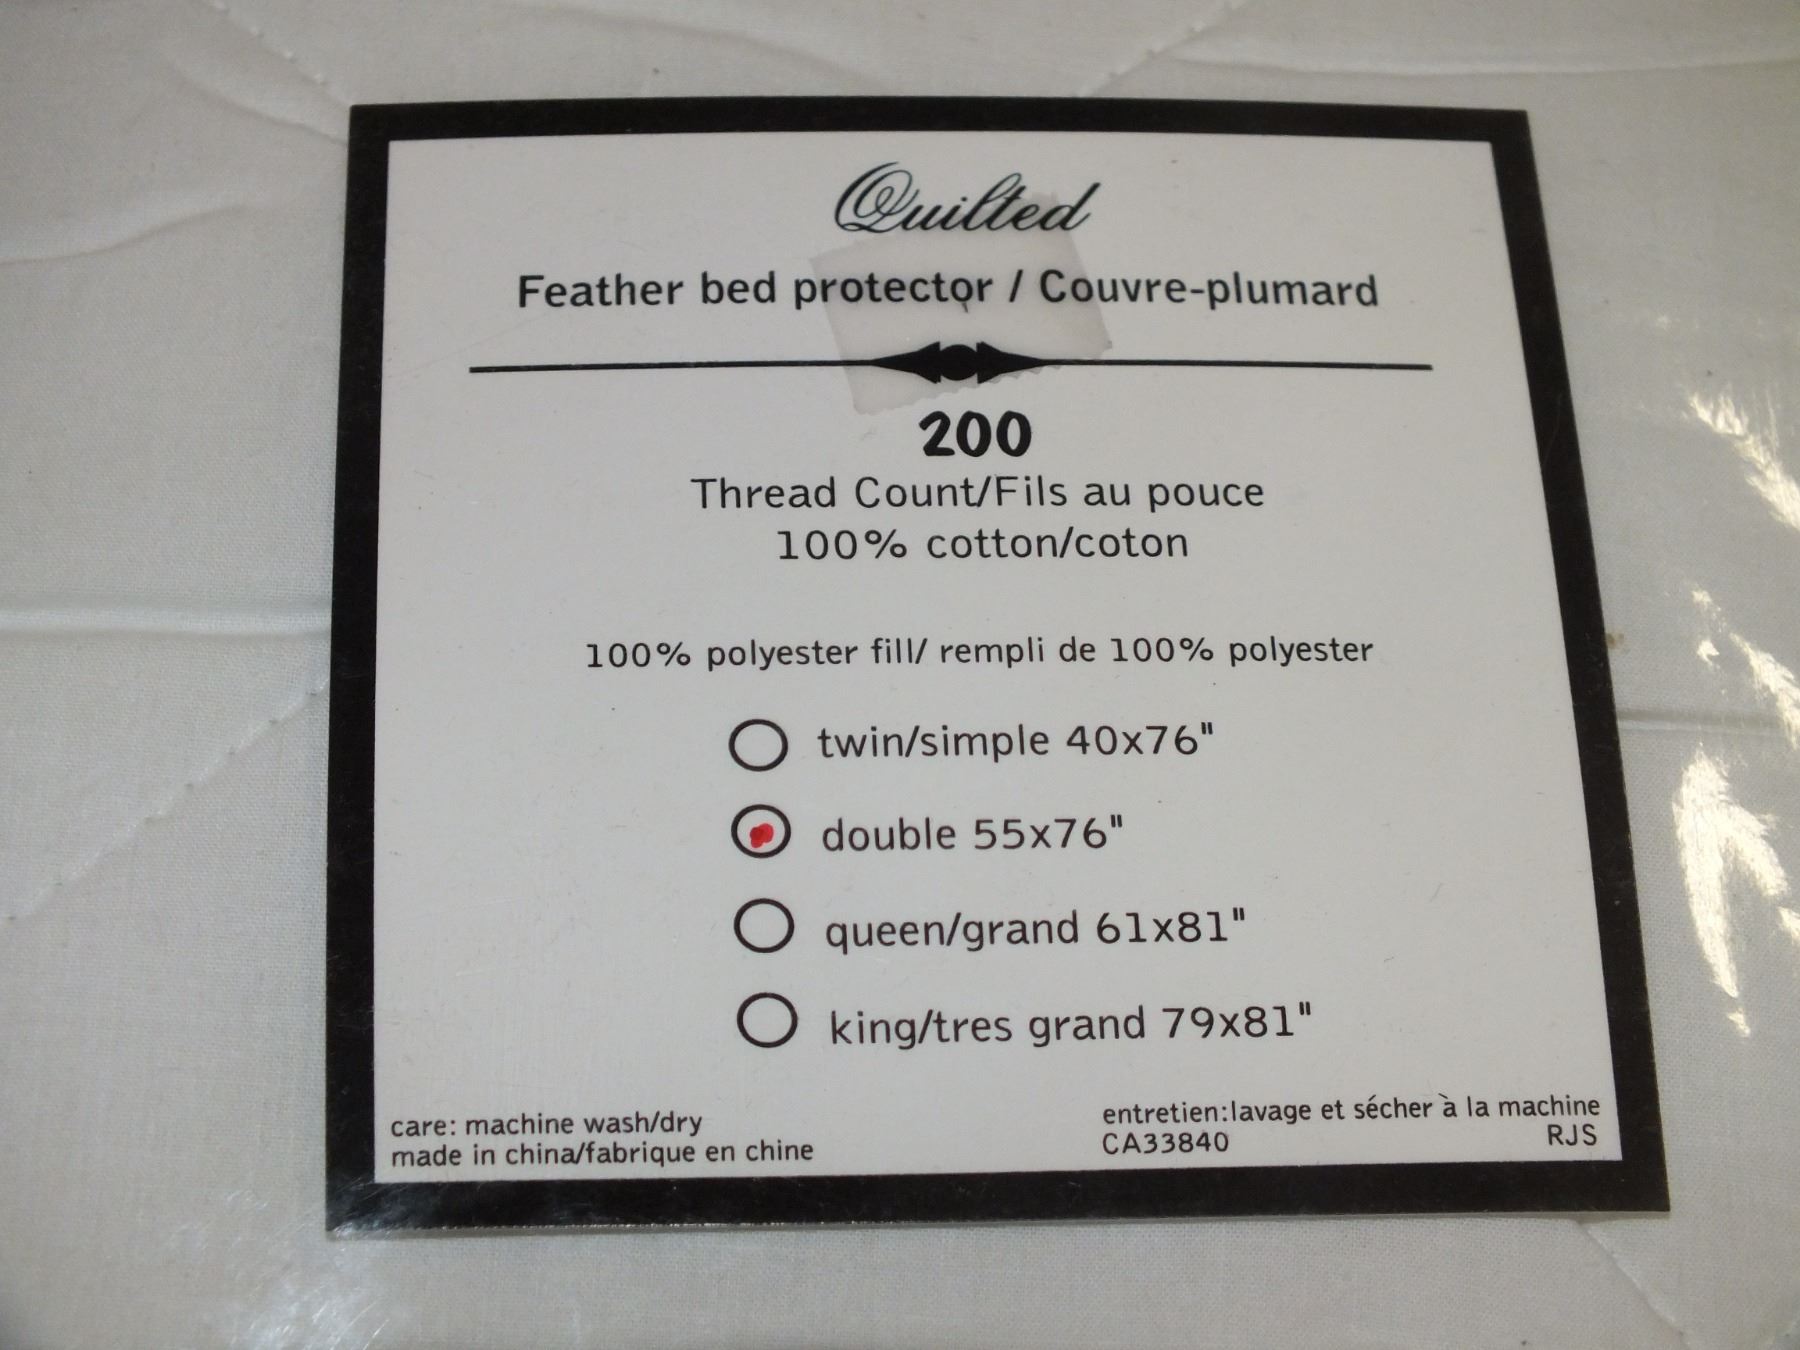 Quilted
Feather bed protector / Couvre-plumard
200
Thread Count/Fils au pouce
100% cotton/coton
100% polyester fill/ rempli de 100% polyester
twin/simple 40x76"
double 55x76"
queen/grand 61x81"
king/tres grand 79x81"
care: machine wash/dry
made in china/fabrique en chine
entretien:lavage et sécher à la machine
CA33840 RJS